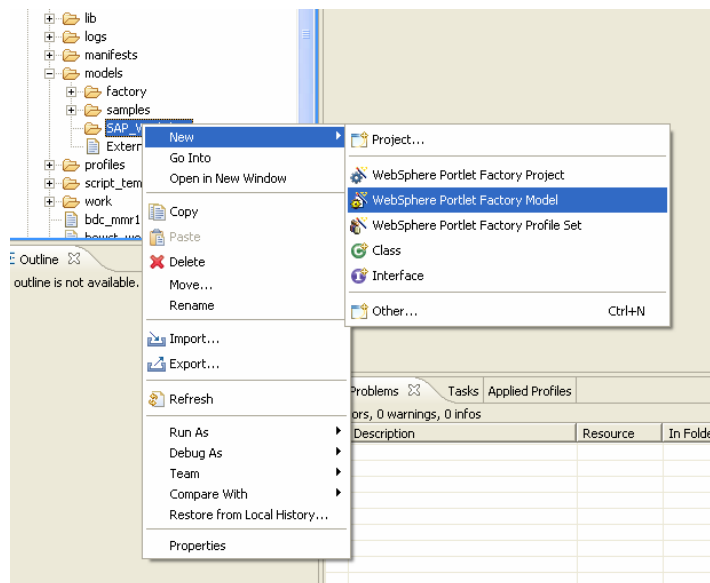 lib
logs
manifests
models
factory
samples
SAP_
Extern
profiles
script_tem
work
bdc_mmr1
New
Go Into
Open in New Window
Copy
Paste
Delete
Move...
Rename
Import...
Export...
Refresh
Run As
Debug As
Team
Compare With
Restore from Local History...
Properties
Project...
WebSphere Portlet Factory Project
WebSphere Portlet Factory Model
WebSphere Portlet Factory Profile Set
Class
Interface
Other... Ctrl+N
Outline
outline is not available.
Problems Tasks Applied Profiles
ors, 0 warnings, 0 infos
Description Resource In Folde